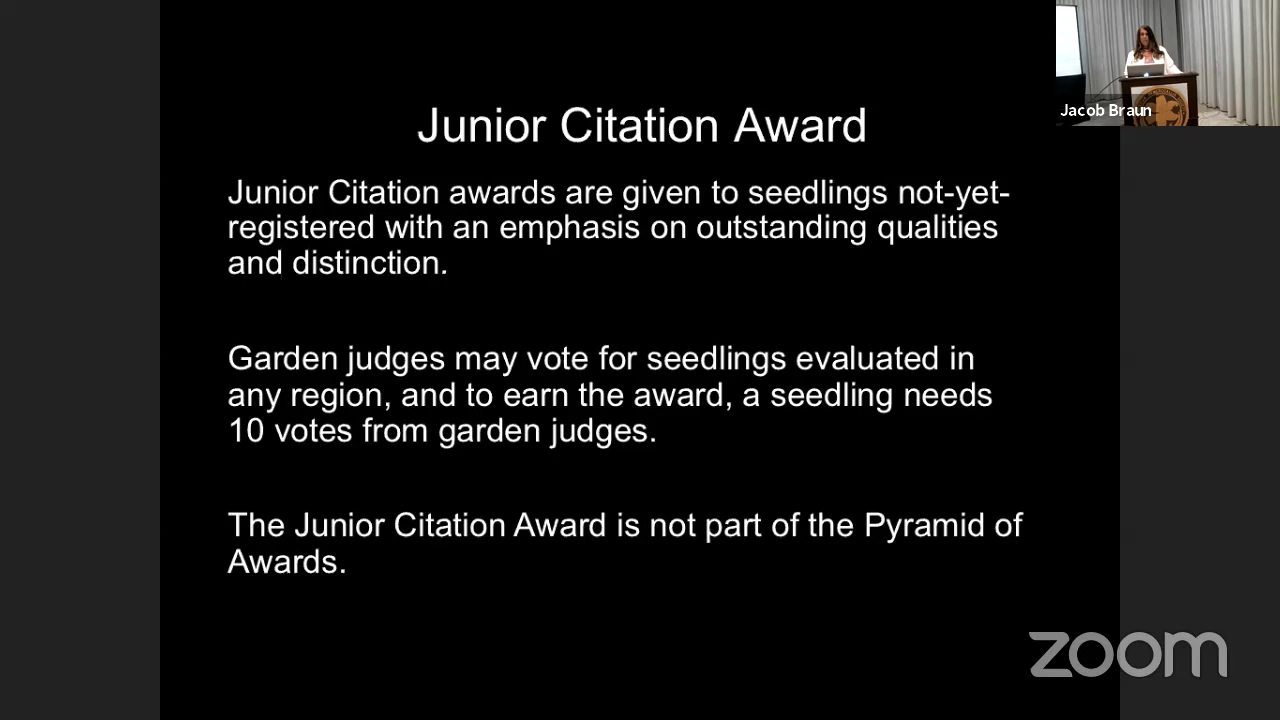 Junior Citation Award
Junior Citation awards are given to seedlings not-yet-
registered with an emphasis on outstanding qualities
and distinction.
Garden judges may vote for seedlings evaluated in
any region, and to earn the award, a seedling needs
10 votes from garden judges.
The Junior Citation Award is not part of the Pyramid of
Awards.
Jacob Braun
zoom